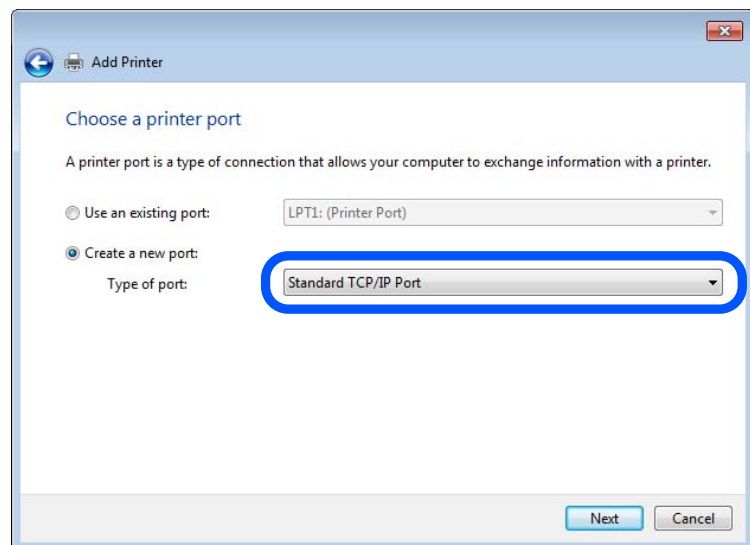 Add Printer
Choose a printer port
A printer port is a type of connection that allows your computer to exchange information with a printer.
Use an existing port: LPT1: (Printer Port)
Create a new port:
Type of port: Standard TCP/IP Port
Next Cancel